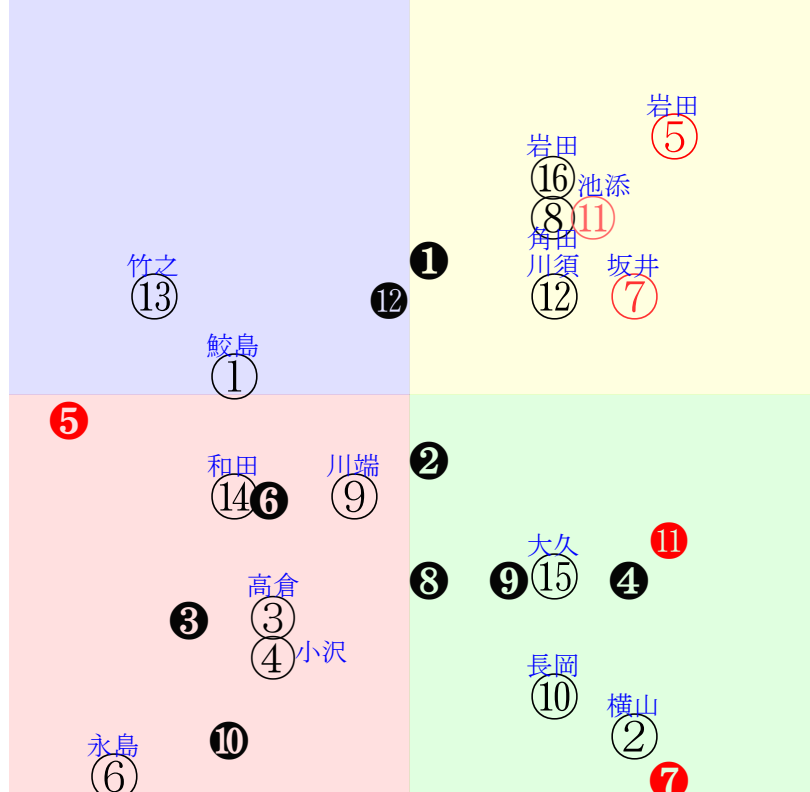 岩田
⑤
岩田
⑯
池添
⑧
⑪
角田
❶
竹之
川須
坂井
⑬
⓬
⑫
⑦
鮫島
①
❺
和田
川端
❷
⑭
❻
⑨
大久
⓫
❽
❾
⑮
❹
高倉
❸
③
④
小沢
長岡
⑩
横山
永島
❿
②
⑥
❼